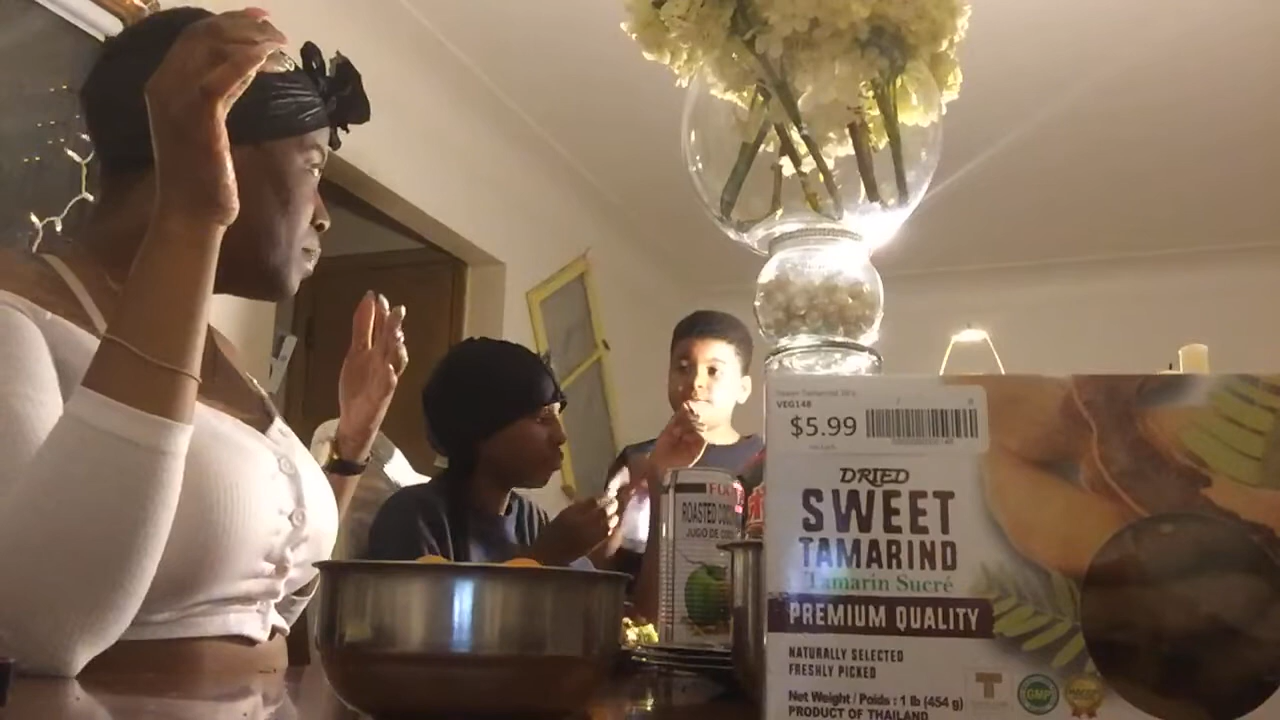 VEG148
$5.99
DRIED
SWEET
TAMARIND
Tamarin Sucré
PREMIUM QUALITY
NATURALLY SELECTED
FRESHLY PICKED
Net Weight / Poids : 1 lb (454 g)
PRODUCT OF THAILAND
T
GMP
ROASTED
JUGO DE